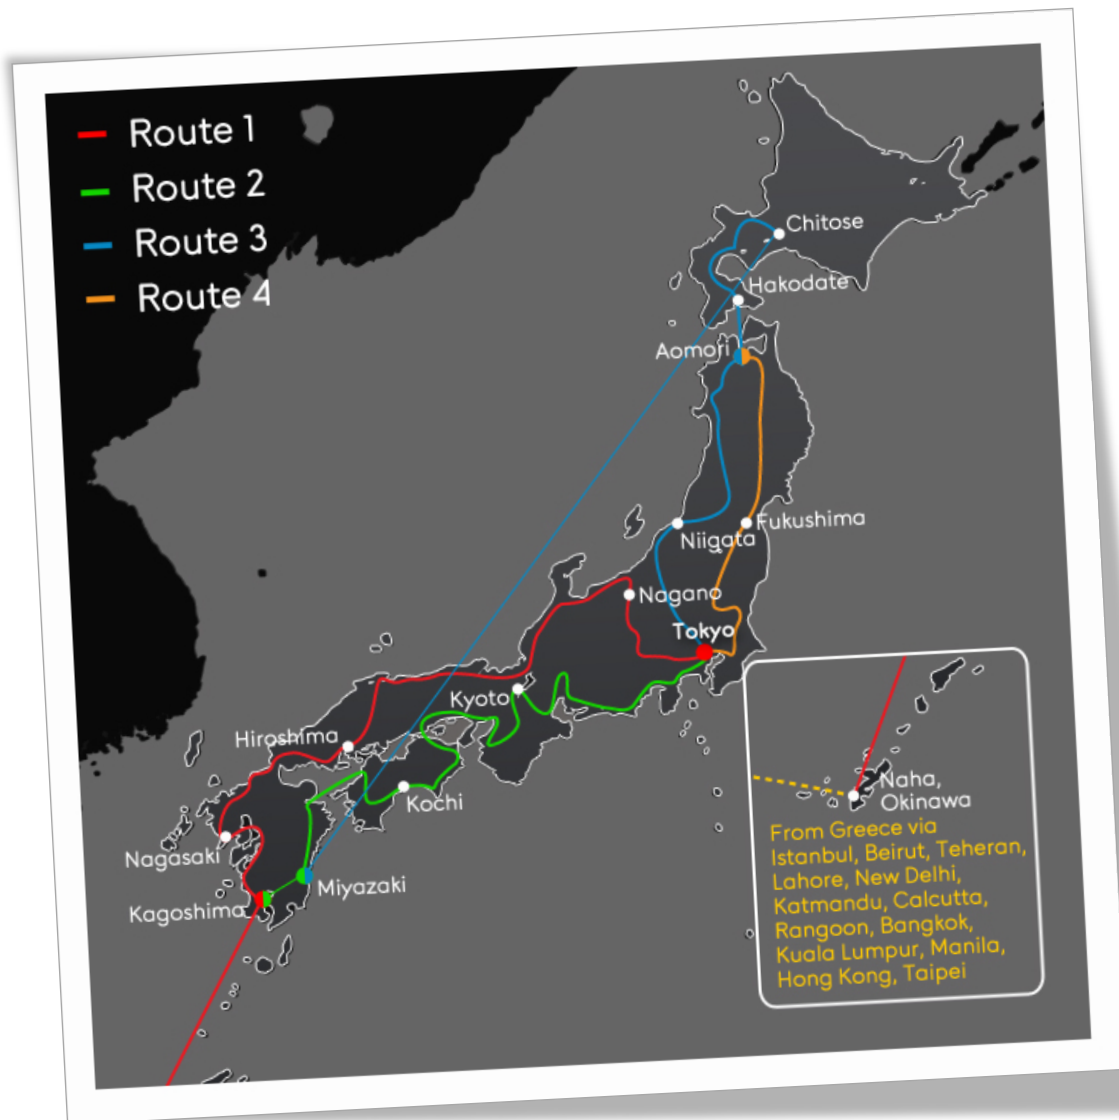 Route 1
Route 2
Route 3
Route 4
Chitose
Hakodate
Aomori
Fukushima
Niigata
Nagano
Tokyo
Kyoto
Hiroshima
Kochi
Nagasaki
Miyazaki
Kagoshima
Naha,
Okinawa
From Greece via
Istanbul, Beirut, Teheran,
Lahore, New Delhi,
Katmandu, Calcutta,
Rangoon, Bangkok,
Kuala Lumpur, Manila,
Hong Kong, Taipei